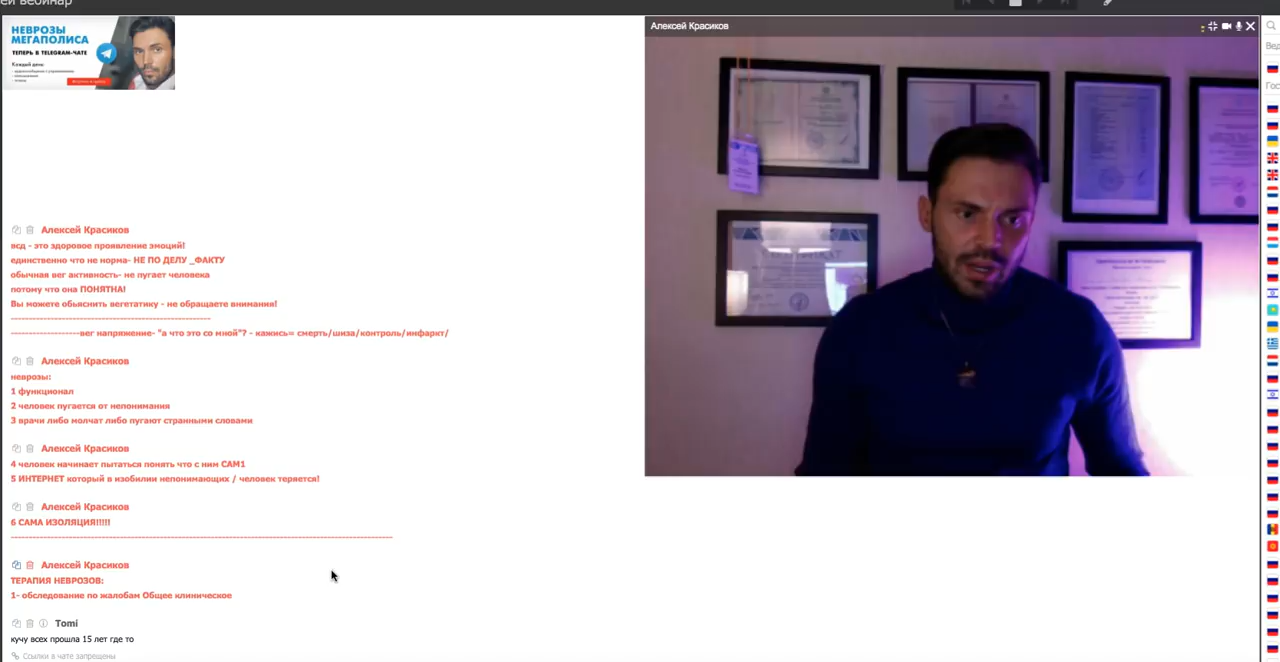 ей вебинар
НЕВРОЗЫ
МЕГАПОЛИСА
ТЕПЕРЬ В TELEGRAM-ЧАТЕ
Каждый день:
Алексей Красиков
всд - это здоровое проявление эмоций!
единственно что не норма- НЕ ПО ДЕЛУ _ФАКТУ
обычная вег активность- не пугает человека
потому что она ПОНЯТНА!
Вы можете обьяснить вегетатику - не обращаете внимания!
-------------------------------------------------------
-------------------вег напряжение- "а что это со мной"? - кажись= смерть/шиза/контроль/инфаркт/
Алексей Красиков
неврозы:
1 функционал
2 человек пугается от непонимания
3 врачи либо молчат либо пугают странными словами
Алексей Красиков
4 человек начинает пытаться понять что с ним САМ1
5 ИНТЕРНЕТ который в изобилии непонимающих / человек теряется!
Алексей Красиков
6 САМА ИЗОЛЯЦИЯ!!!!!
----------------------------------------------------------------------------------------------------
Алексей Красиков
ТЕРАПИЯ НЕВРОЗОВ:
1- обследование по жалобам Общее клиническое
Tomi
кучу всех прошла 15 лет где то
Ссылки в чате запрещены
Алексей Красиков
Вед
Гос